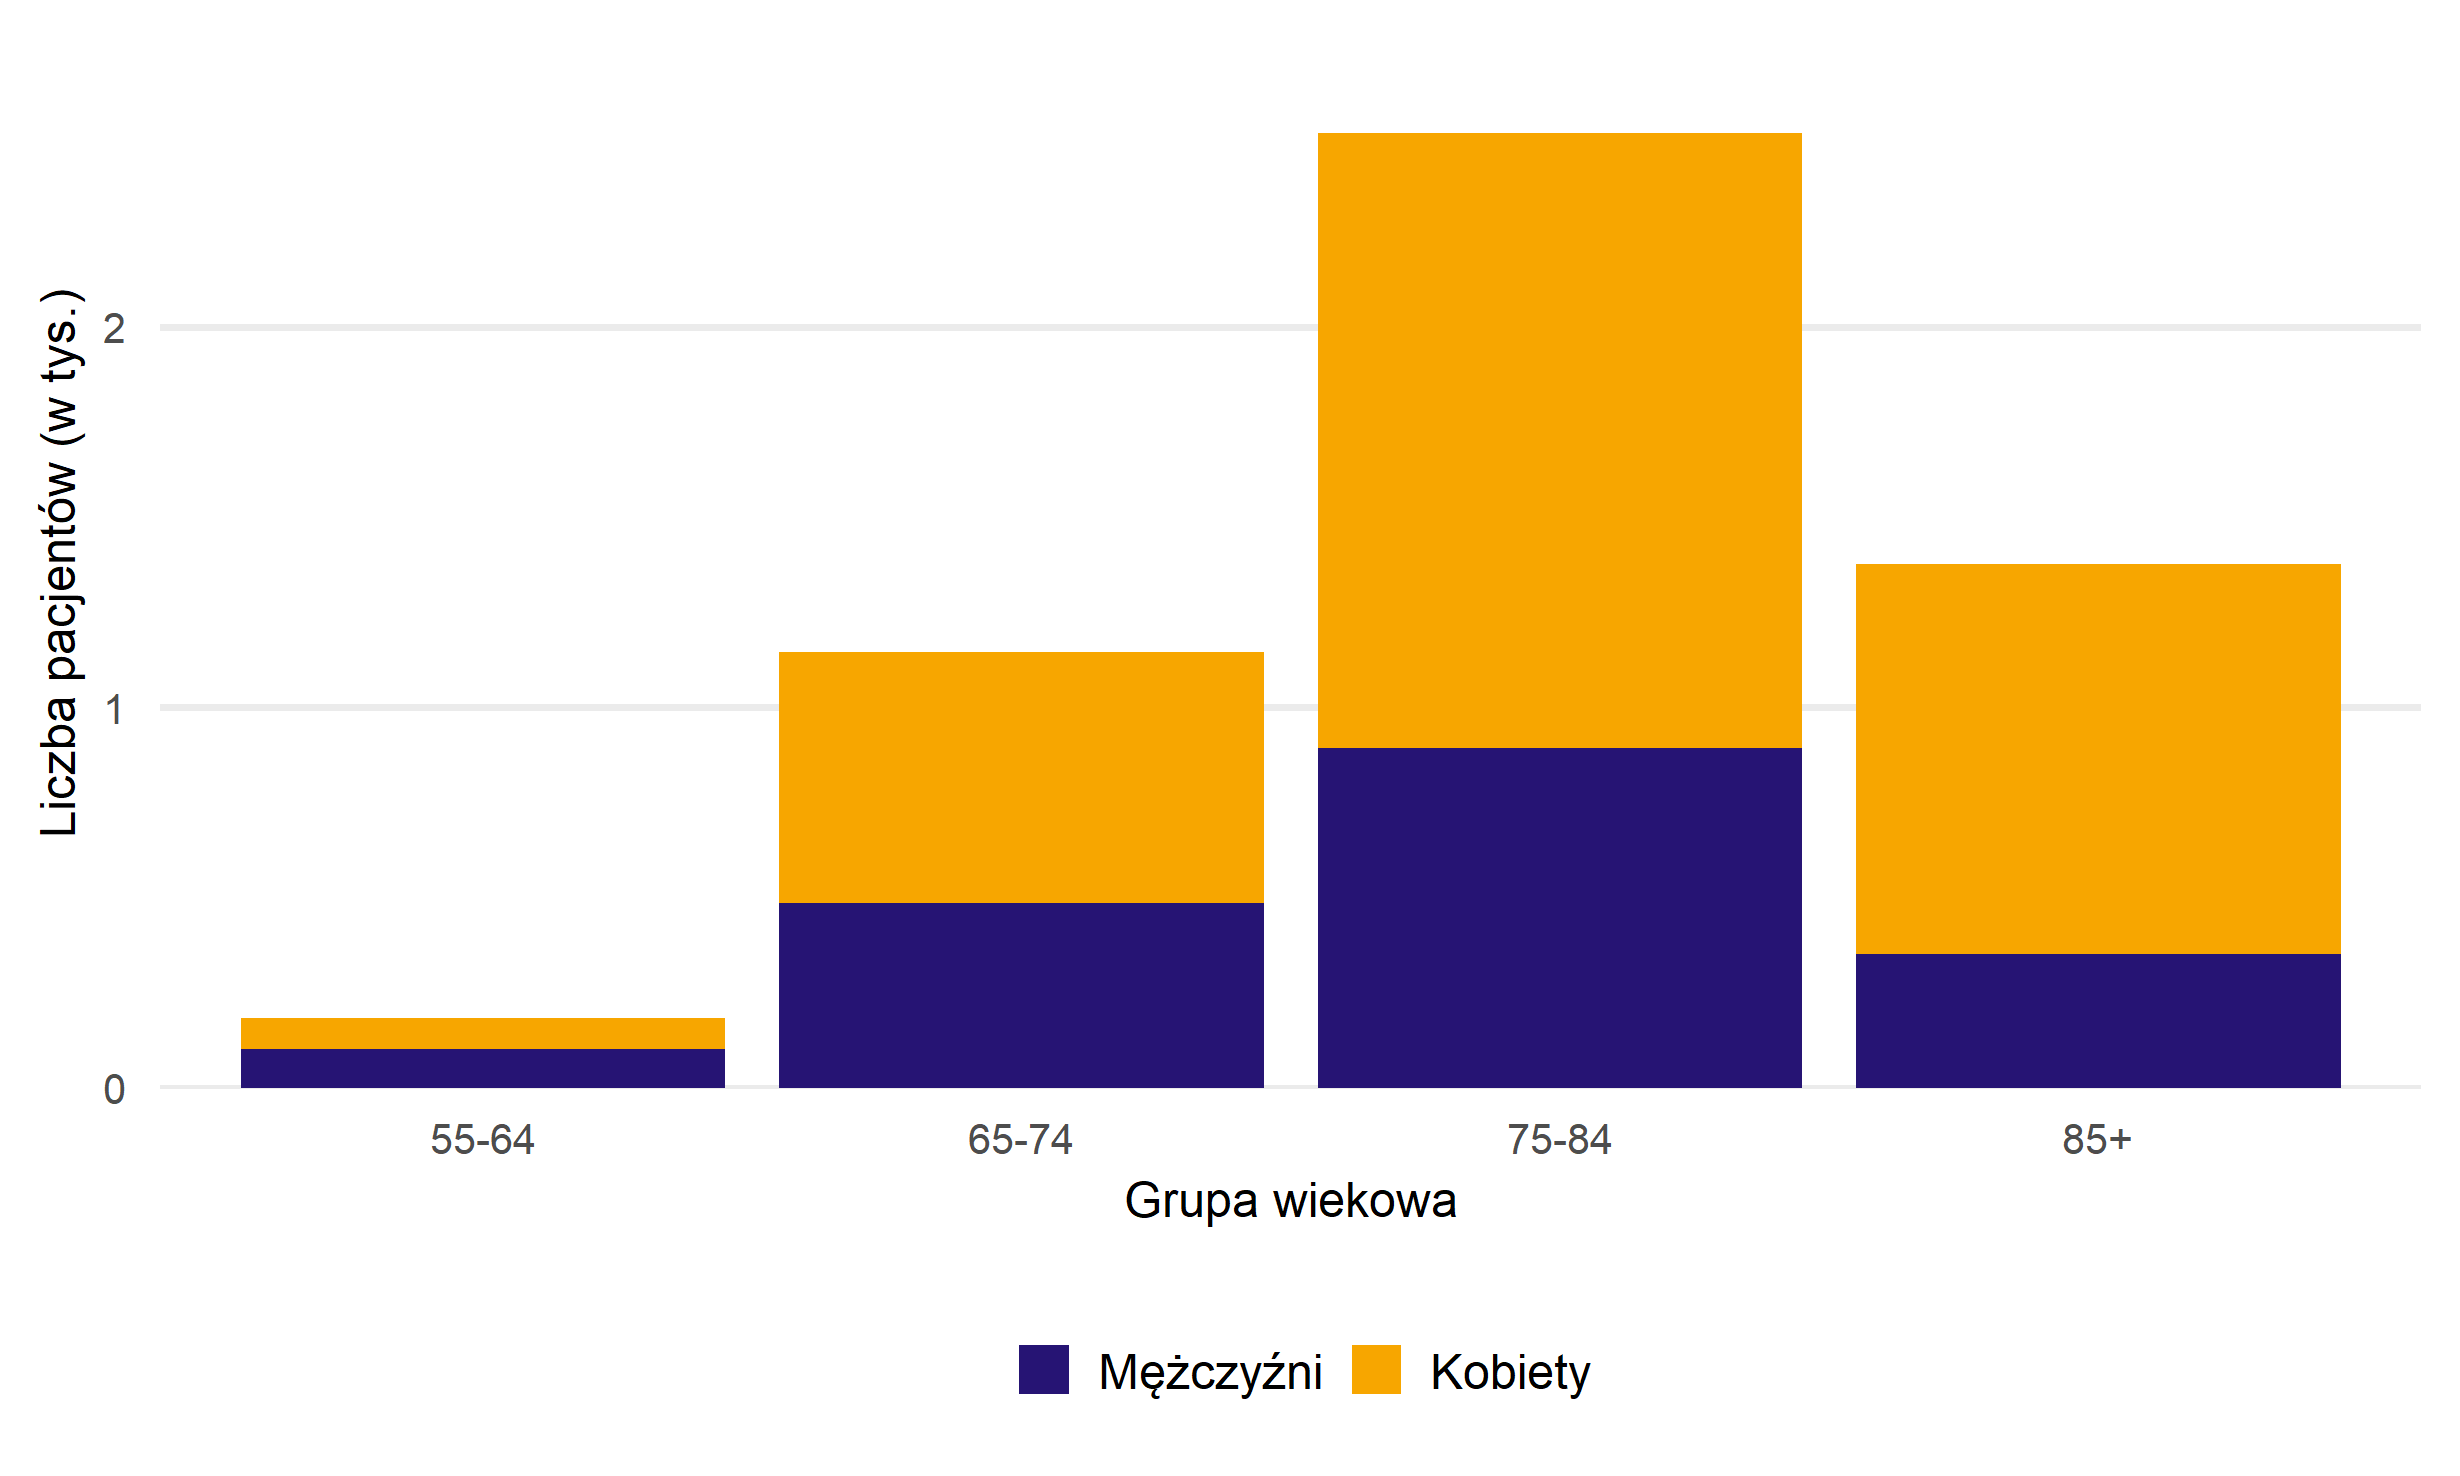 Liczba pacjentów (w tys.)
2
1
0
55-64 65-74 75-84 85+
Grupa wiekowa
Mężczyźni Kobiety